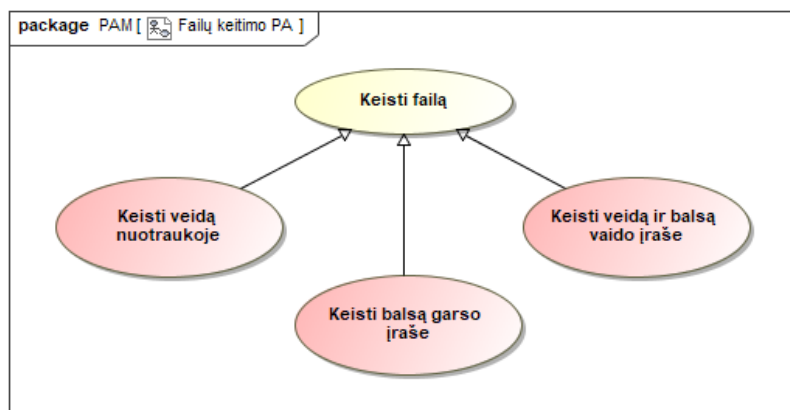 package PAM [ Failų keitimo PA ]
Keisti failą
Keisti veidą
nuotraukoje
Keisti veidą ir balsą
vaido įraše
Keisti balsą garso
įraše